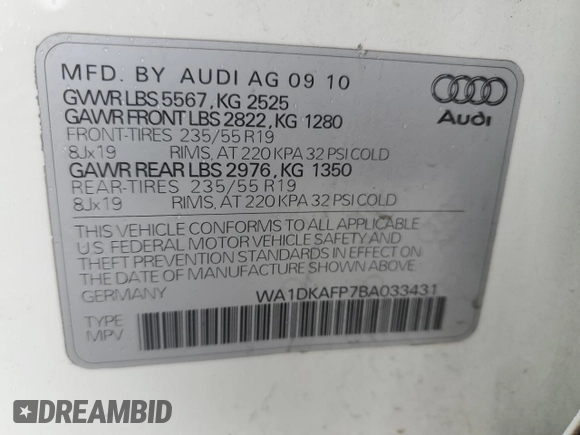 MFD. BY AUDI AG 09 10
GVWR LBS 5567, KG 2525
GAWR FRONT LBS 2822, KG 1280
FRONT-TIRES 235/55 R19
8Jx19 RIMS, AT 220 KPA 32 PSI COLD
GAWR REAR LBS 2976, KG 1350
REAR-TIRES 235/55 R19
8Jx19 RIMS, AT 220 KPA 32 PSI COLD
Audi
THIS VEHICLE CONFORMS TO ALL APPLICABLE
U.S. FEDERAL MOTOR VEHICLE SAFETY AND
THEFT PREVENTION STANDARDS IN EFFECT ON
THE DATE OF MANUFACTURE SHOWN ABOVE.
GERMANY WA1DKAFP7BA033431
TYPE
MPV
DREAMBID